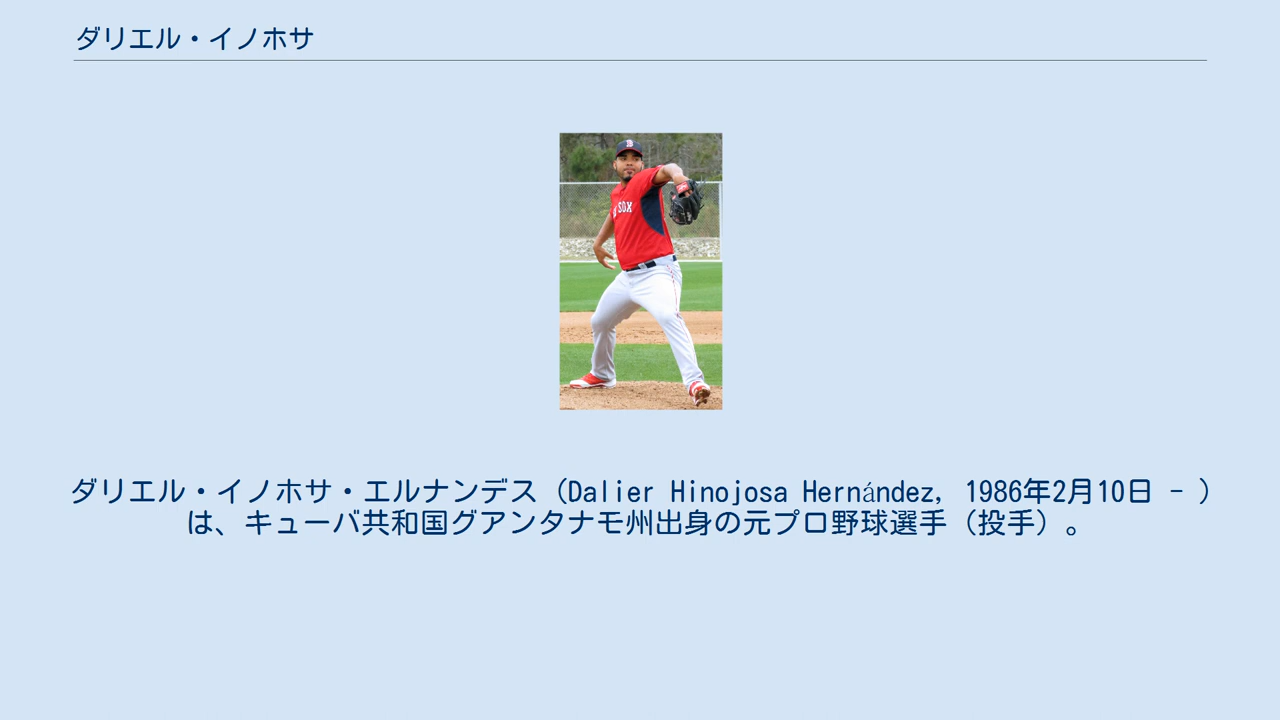 ダリエル・イノホサ
B
SOX
ダリエル・イノホサ・エルナンデス（Dalier Hinojosa Hernández, 1986年2月10日 - ）
は、キューバ共和国グアンタナモ州出身の元プロ野球選手（投手）。